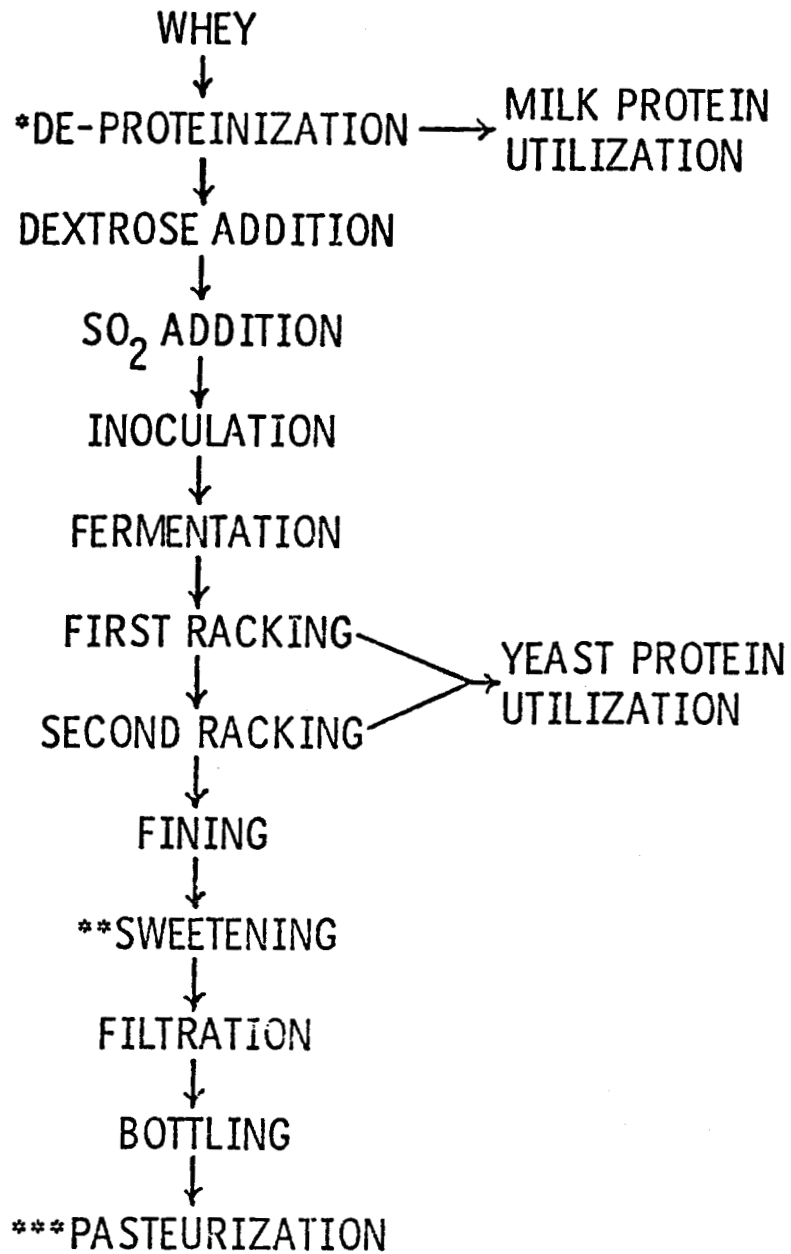 WHEY
*DE-PROTEINIZATION
MILK PROTEIN
UTILIZATION
DEXTROSE ADDITION
SO₂ ADDITION
INOCULATION
FERMENTATION
FIRST RACKING
YEAST PROTEIN
UTILIZATION
SECOND RACKING
FINING
**SWEETENING
FILTRATION
BOTTLING
***PASTEURIZATION